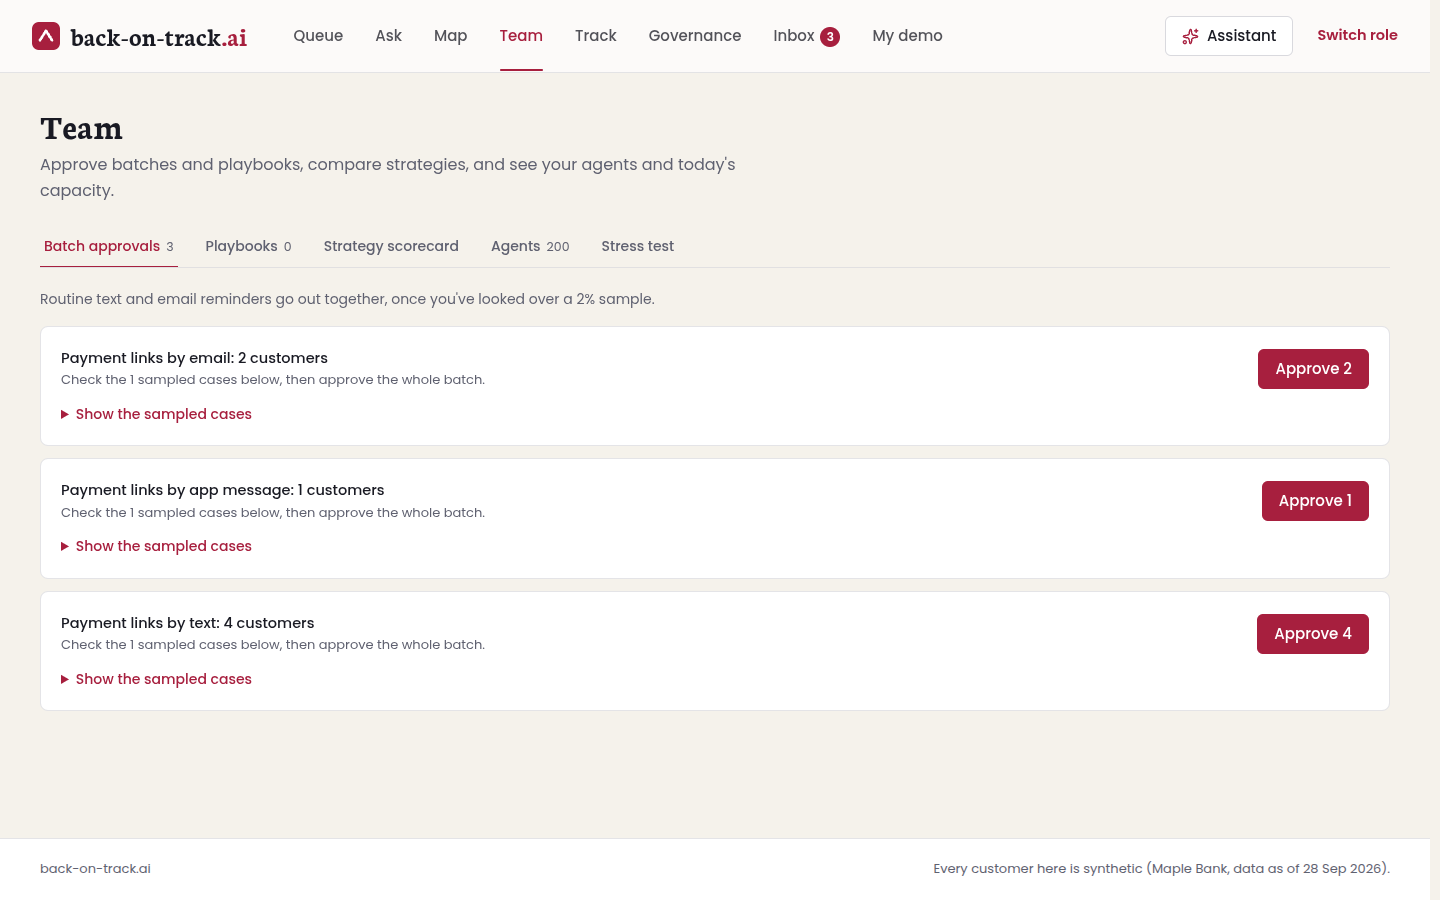 back-on-track.ai
Queue
Ask
Map
Team
Track
Governance
Inbox 3
My demo
Assistant
Switch role
Team
Approve batches and playbooks, compare strategies, and see your agents and today's
capacity.
Batch approvals 3
Playbooks 0
Strategy scorecard
Agents 200
Stress test
Routine text and email reminders go out together, once you've looked over a 2% sample.
Payment links by email: 2 customers
Check the 1 sampled cases below, then approve the whole batch.
Approve 2
Show the sampled cases
Payment links by app message: 1 customers
Check the 1 sampled cases below, then approve the whole batch.
Approve 1
Show the sampled cases
Payment links by text: 4 customers
Check the 1 sampled cases below, then approve the whole batch.
Approve 4
Show the sampled cases
back-on-track.ai
Every customer here is synthetic (Maple Bank, data as of 28 Sep 2026).